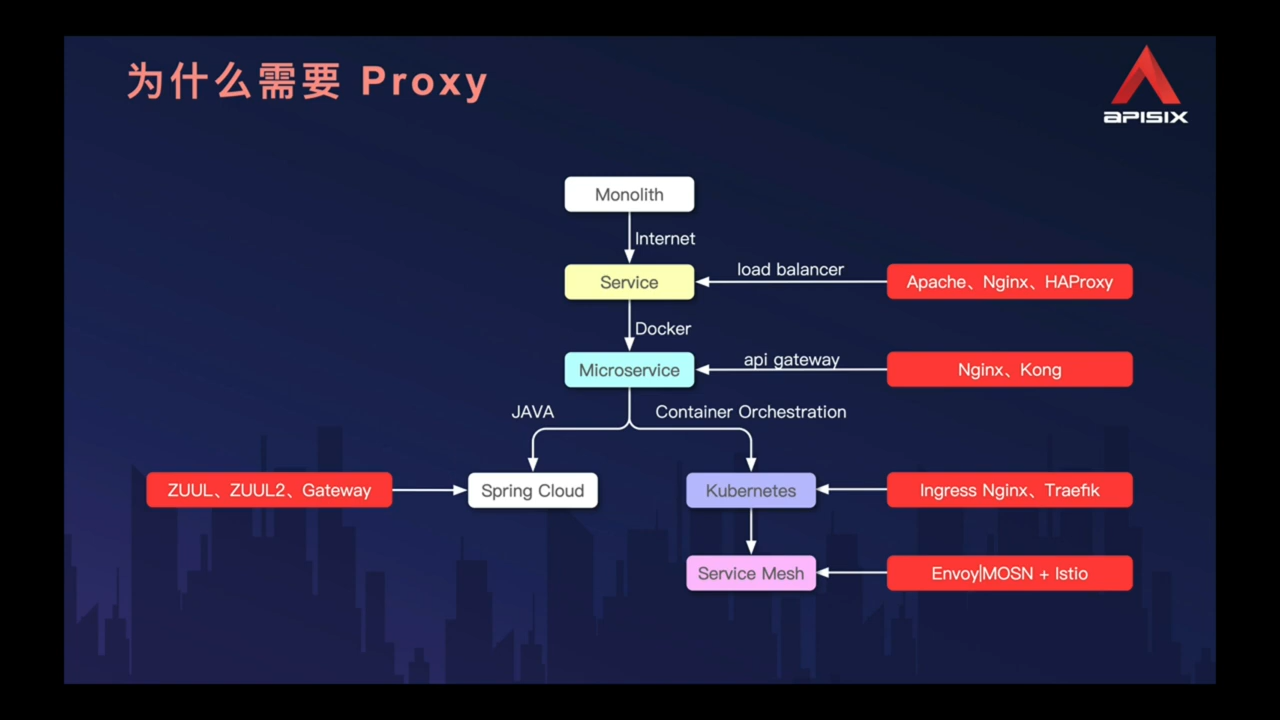 为什么需要 Proxy
APISIX
Monolith
Internet
Service
load balancer
Apache、Nginx、HAProxy
Docker
Microservice
api gateway
Nginx、Kong
JAVA
Container Orchestration
ZUUL、ZUUL2、Gateway
Spring Cloud
Kubernetes
Ingress Nginx、Traefik
Service Mesh
Envoy|MOSN + Istio